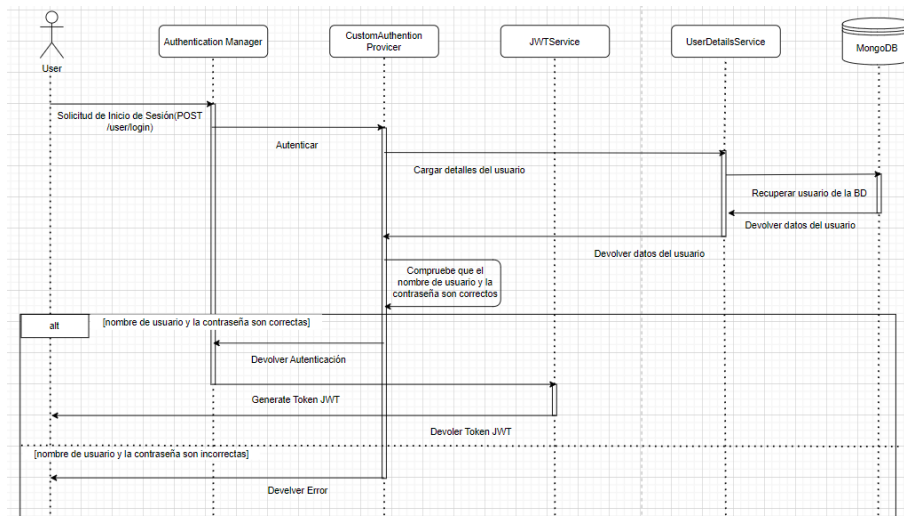 User
Authentication Manager
CustomAuthention
Provicer
JWTService
UserDetailsService
MongoDB
Solicitud de Inicio de Sesión(POST
/user/login)
Autenticar
Cargar detalles del usuario
Recuperar usuario de la BD
Devolver datos del usuario
Devolver datos del usuario
Compruebe que el
nombre de usuario y la
contraseña son correctos
alt
[nombre de usuario y la contraseña son correctas]
Devolver Autenticación
Generate Token JWT
Devoler Token JWT
[nombre de usuario y la contraseña son incorrectas]
Develver Error